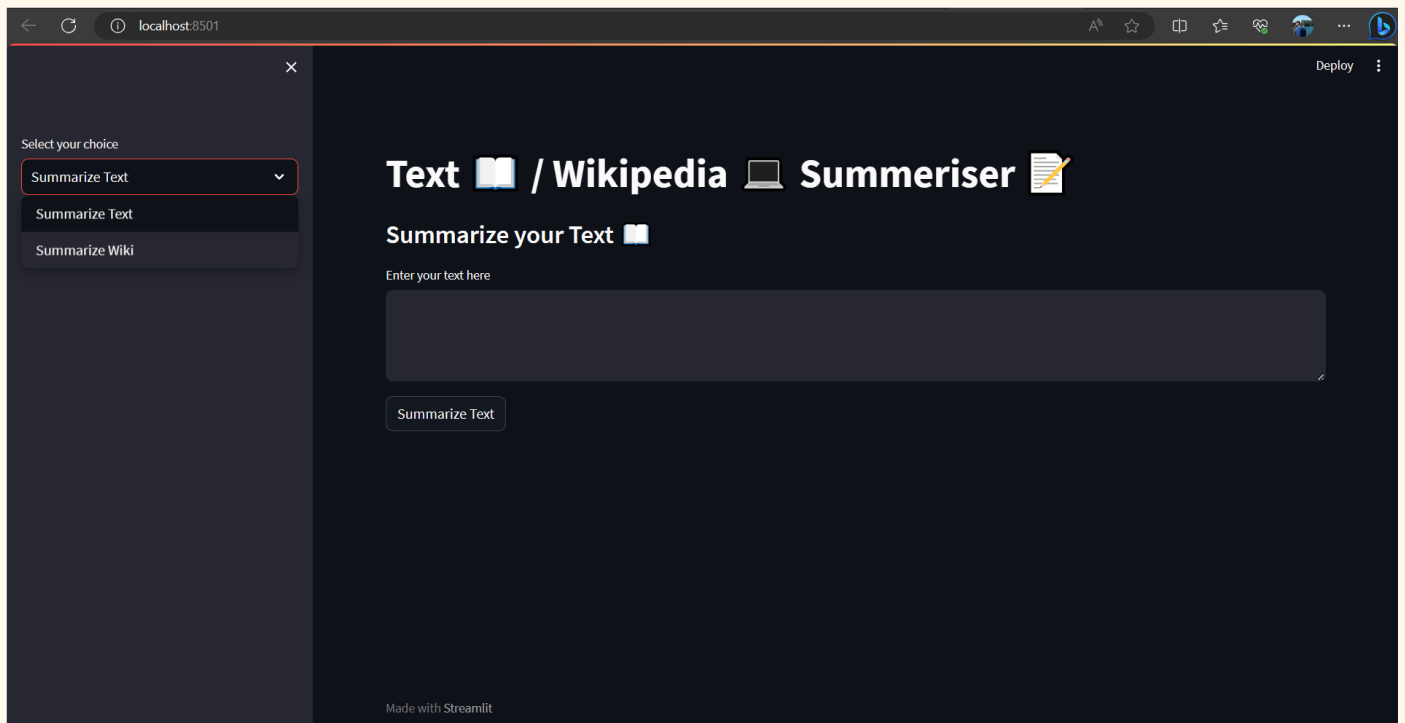 localhost:8501
Deploy
Select your choice
Summarize Text
Summarize Text
Summarize Wiki
Text 📖 / Wikipedia 💻 Summeriser 📝
Summarize your Text 📖
Enter your text here
Summarize Text
Made with Streamlit